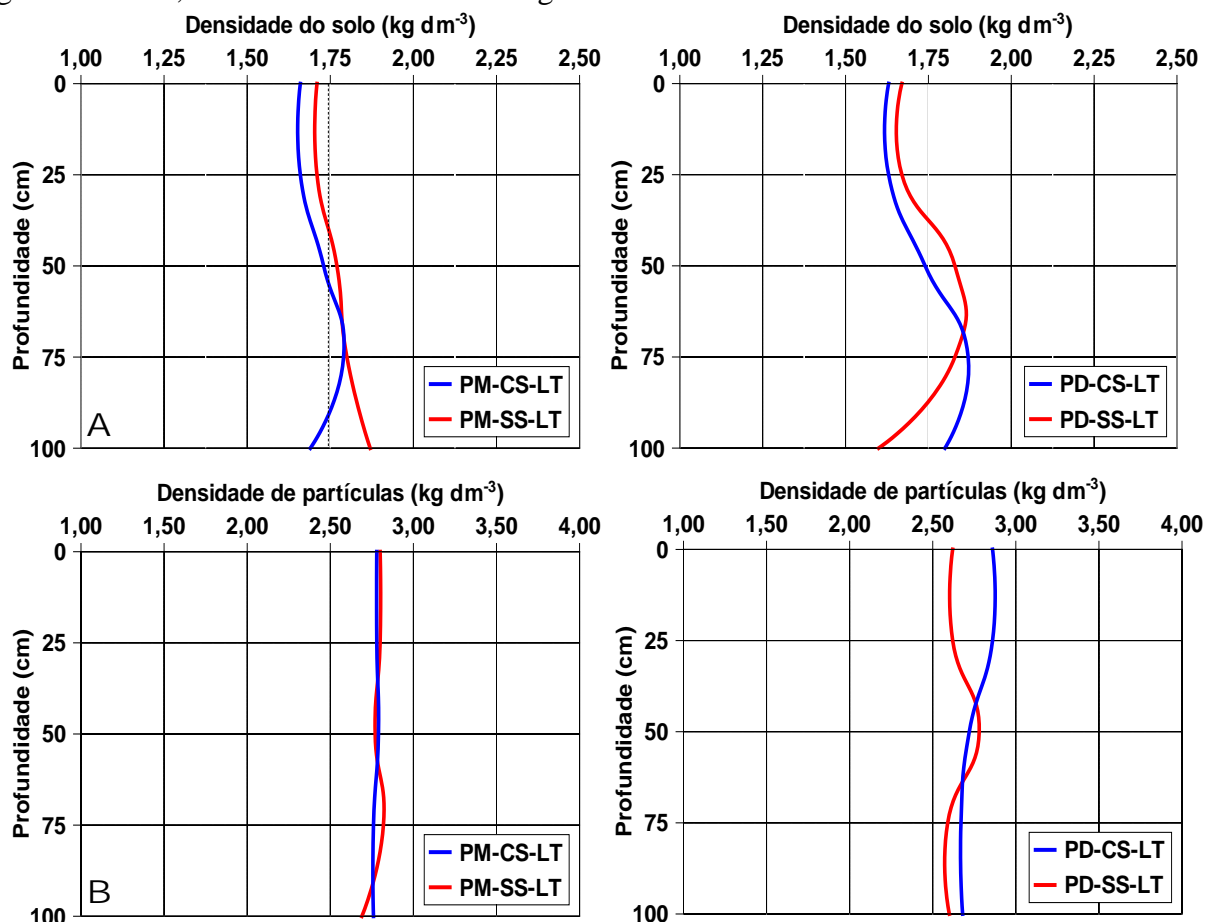 Densidade do solo (kg dm-3)
1,00 1,25 1,50 1,75 2,00 2,25 2,50
0
25
50
75
100
Profundidade (cm)
PM-CS-LT
PM-SS-LT
A
Densidade do solo (kg dm-3)
1,00 1,25 1,50 1,75 2,00 2,25 2,50
0
25
50
75
100
Profundidade (cm)
PD-CS-LT
PD-SS-LT
Densidade de partículas (kg dm-3)
1,00 1,50 2,00 2,50 3,00 3,50 4,00
0
25
50
75
100
Profundidade (cm)
PM-CS-LT
PM-SS-LT
B
Densidade de partículas (kg dm-3)
1,00 1,50 2,00 2,50 3,00 3,50 4,00
0
25
50
75
100
Profundidade (cm)
PD-CS-LT
PD-SS-LT